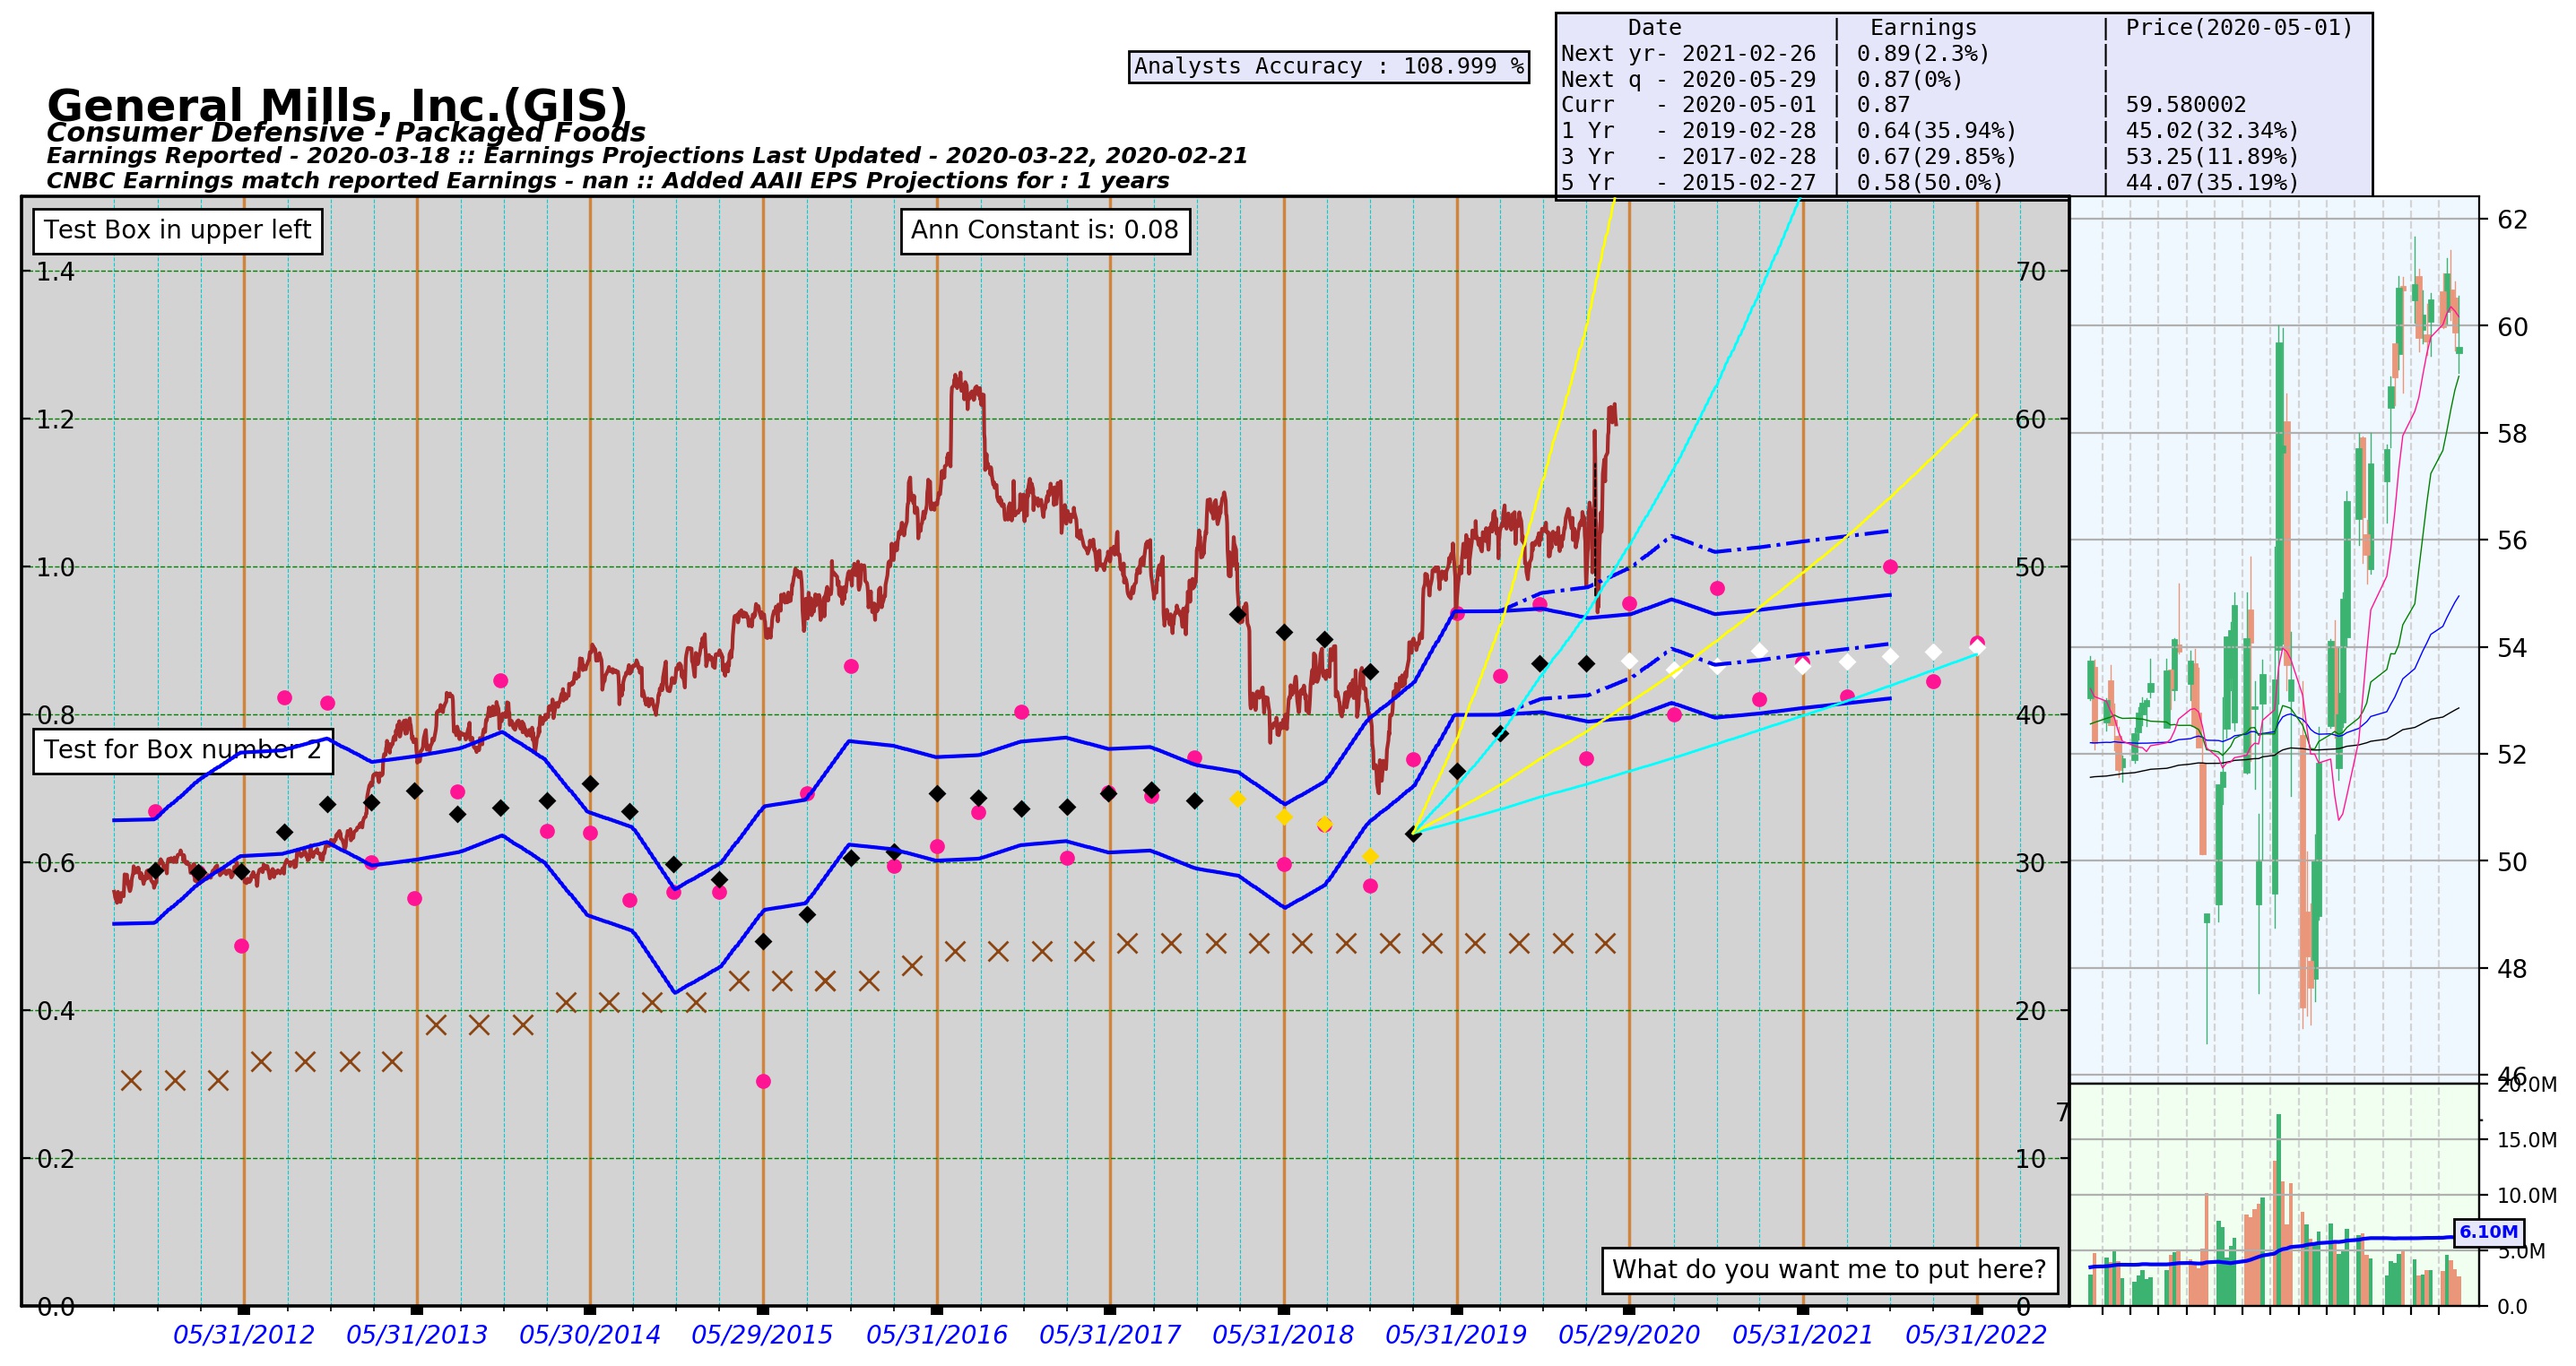 Date | Earnings | Price(2020-05-01)
Next yr- 2021-02-26 | 0.89(2.3%) |
Next q - 2020-05-29 | 0.87(0%) |
Curr - 2020-05-01 | 0.87 | 59.580002
1 Yr - 2019-02-28 | 0.64(35.94%) | 45.02(32.34%)
3 Yr - 2017-02-28 | 0.67(29.85%) | 53.25(11.89%)
5 Yr - 2015-02-27 | 0.58(50.0%) | 44.07(35.19%)
Analysts Accuracy : 108.999 %
General Mills, Inc.(GIS)
Consumer Defensive - Packaged Foods
Earnings Reported - 2020-03-18 :: Earnings Projections Last Updated - 2020-03-22, 2020-02-21
CNBC Earnings match reported Earnings - nan :: Added AAII EPS Projections for : 1 years
Test Box in upper left
Ann Constant is: 0.08
Test for Box number 2
What do you want me to put here?
1.4
1.2
1.0
0.8
0.6
0.4
0.2
0.0
70
60
50
40
30
20
10
0
7
62
60
58
56
54
52
50
48
46
20.0M
15.0M
10.0M
6.10M
5.0M
0.0
05/31/2012 05/31/2013 05/30/2014 05/29/2015 05/31/2016 05/31/2017 05/31/2018 05/31/2019 05/29/2020 05/31/2021 05/31/2022